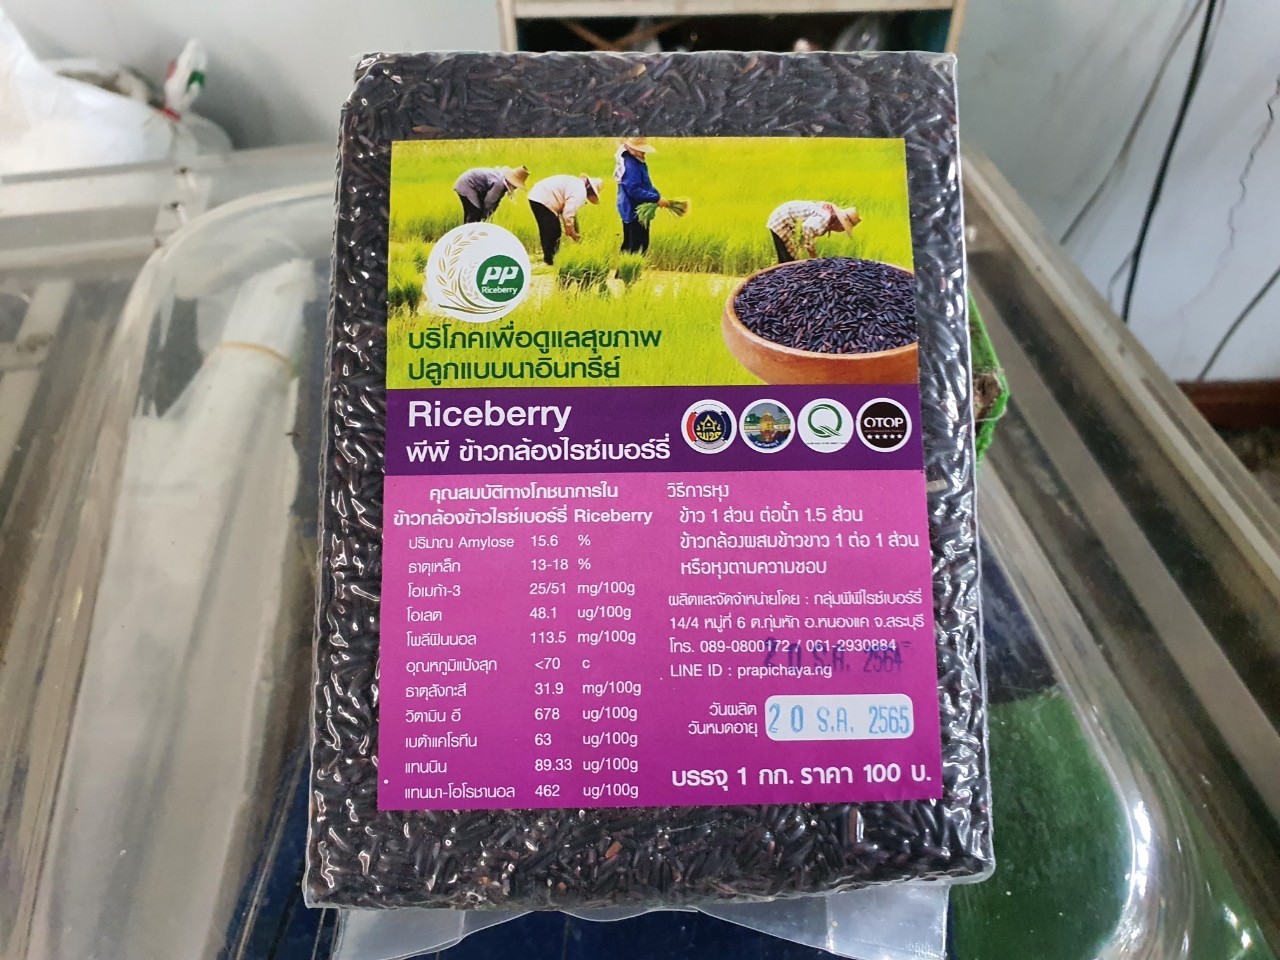 PP
Riceberry
บริโภคเพื่อดูแลสุขภาพ
ปลูกแบบนาอินทรีย์
Riceberry
พีพี ข้าวกล้องไรซ์เบอร์รี่
Q
OTOP
คุณสมบัติทางโภชนาการใน
ข้าวกล้องข้าวไรซ์เบอร์รี่ Riceberry
ปริมาณ Amylose 15.6 %
ธาตุเหล็ก 13-18 %
โอเมก้า-3 25/51 mg/100g
โอเลต 48.1 ug/100g
โพลีฟินนอล 113.5 mg/100g
อุณหภูมิแป้งสุก <70 c
ธาตุสังกะสี 31.9 mg/100g
วิตามิน อี 678 ug/100g
เบต้าแคโรทีน 63 ug/100g
แทนนิน 89.33 ug/100g
แกมมา-โอโรซานอล 462 ug/100g
วิธีการหุง
ข้าว 1 ส่วน ต่อน้ำ 1.5 ส่วน
ข้าวกล้องผสมข้าวขาว 1 ต่อ 1 ส่วน
หรือหุงตามความชอบ
ผลิตและจัดจำหน่ายโดย : กลุ่มพีพีไรซ์เบอร์รี่
14/4 หมู่ที่ 6 ต.กุ่มหัก อ.หนองแค จ.สระบุรี
โทร. 089-0800172 / 061-2930884
LINE ID : prapichaya.ng
20 ธ.ค. 2564
วันผลิต
วันหมดอายุ
20 ธ.ค. 2565
บรรจุ 1 กก. ราคา 100 บ.